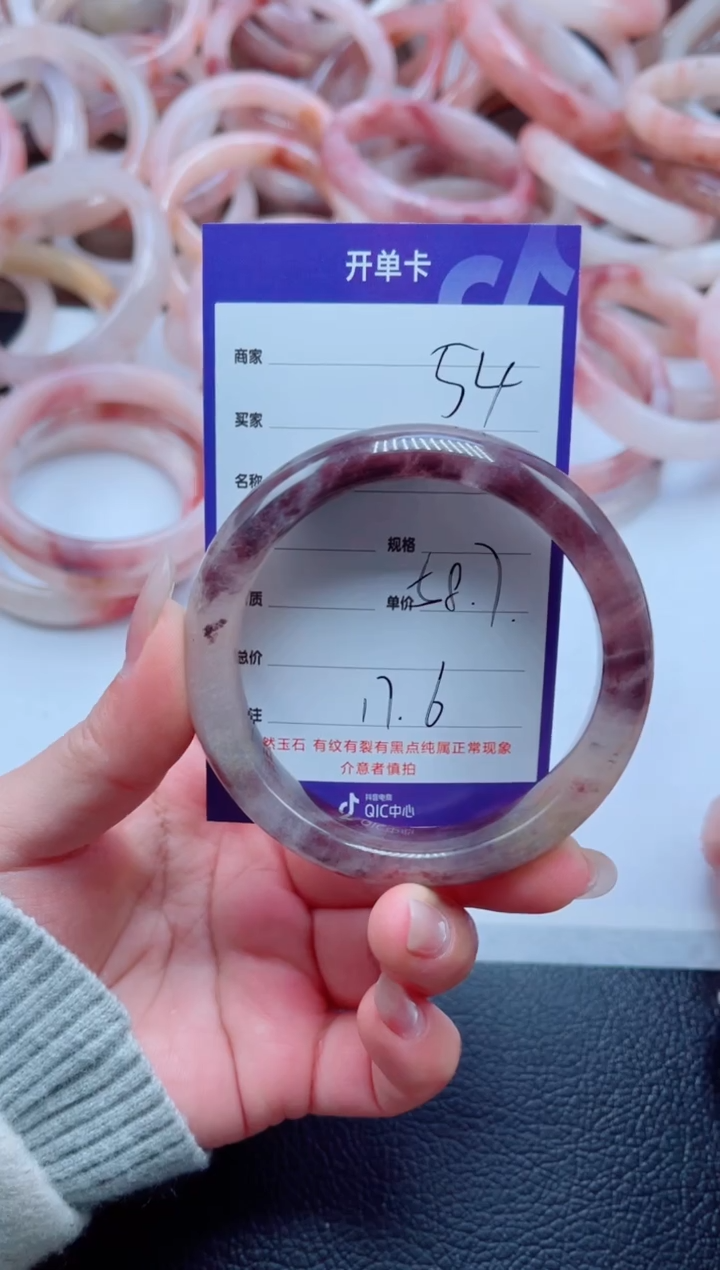 开单卡
商家 54
买家
名称
规格
质 单价 58.7.
总价
注 17.6
然玉石 有纹有裂有黑点纯属正常现象
介意者慎拍
抖音电商
QIC中心